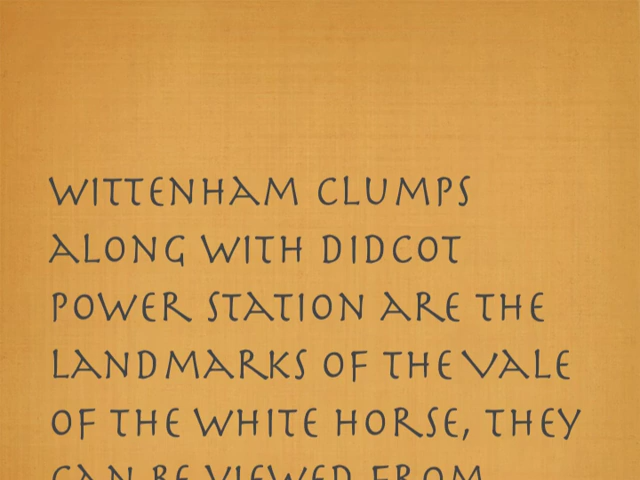 WITTENHAM CLUMPS
ALONG WITH DIDCOT
POWER STATION ARE THE
LANDMARKS OF THE VALE
OF THE WHITE HORSE, THEY
CAN BE VIEWED FROM